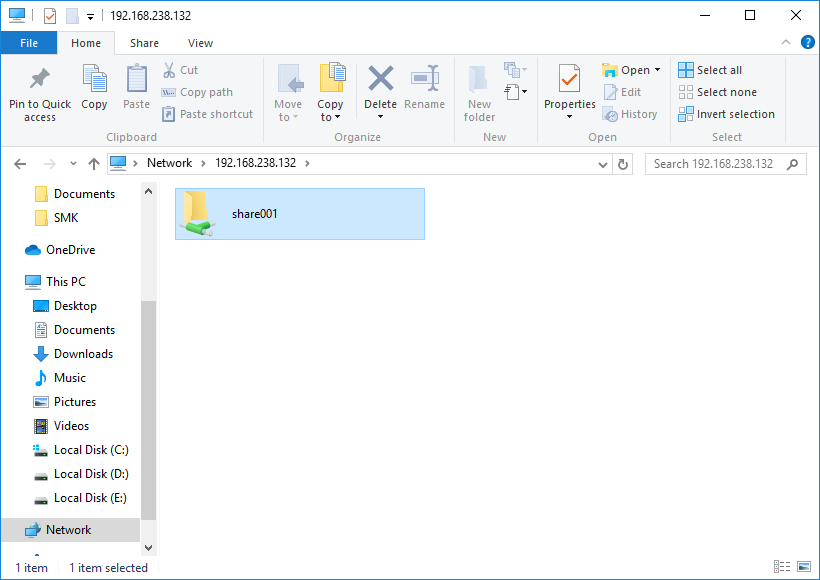 192.168.238.132
File Home Share View
Pin to Quick access
Copy
Paste
Cut
Copy path
Paste shortcut
Clipboard
Move to
Copy to
Delete
Rename
Organize
New folder
New
Properties
Open
Edit
History
Open
Select all
Select none
Invert selection
Select
Network 192.168.238.132
Search 192.168.238.132
Documents
SMK
OneDrive
This PC
Desktop
Documents
Downloads
Music
Pictures
Videos
Local Disk (C:)
Local Disk (D:)
Local Disk (E:)
Network
share001
1 item 1 item selected